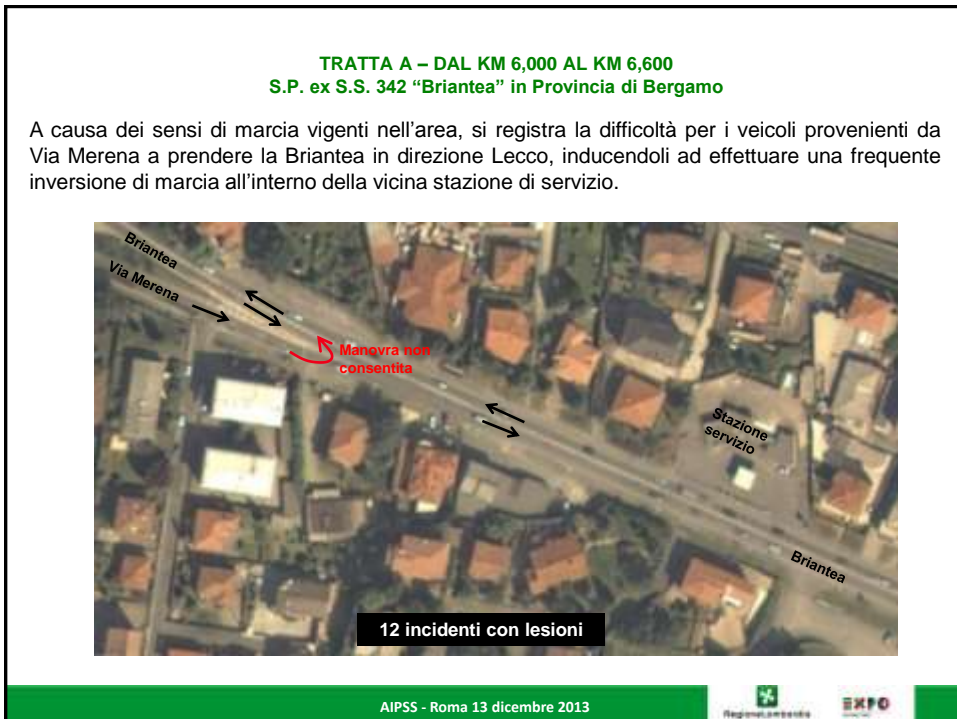 TRATTA A – DAL KM 6,000 AL KM 6,600
S.P. ex S.S. 342 “Briantea” in Provincia di Bergamo
A causa dei sensi di marcia vigenti nell’area, si registra la difficoltà per i veicoli provenienti da
Via Merena a prendere la Briantea in direzione Lecco, inducendoli ad effettuare una frequente
inversione di marcia all’interno della vicina stazione di servizio.
Briantea
Via Merena
Manovra non
consentita
Stazione
servizio
Briantea
12 incidenti con lesioni
AIPSS - Roma 13 dicembre 2013
RegioneLombardia
EXPO